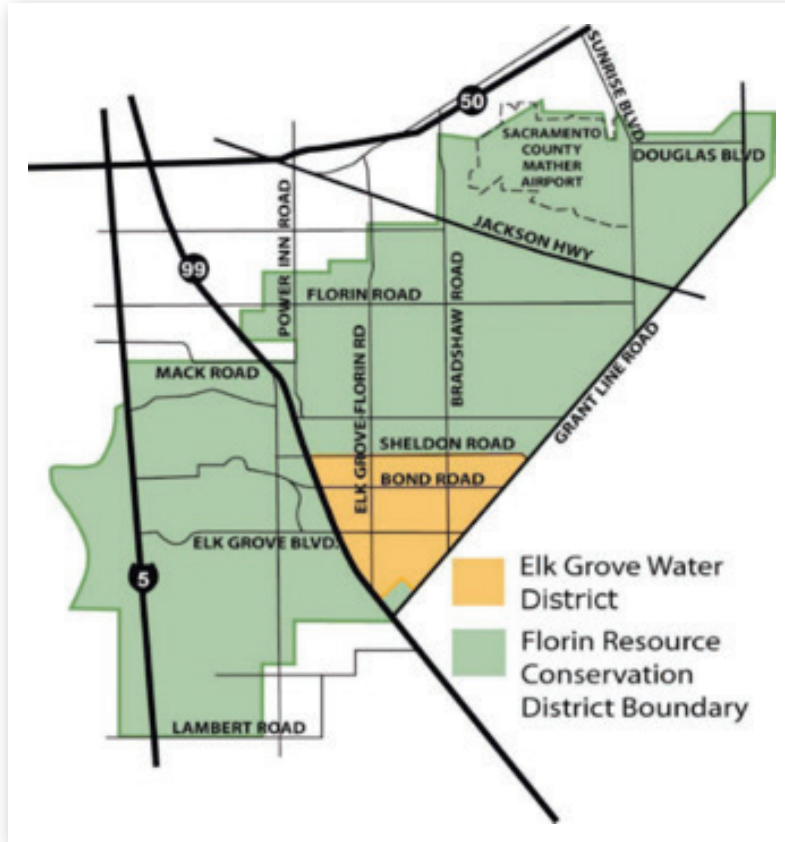 SUNRISE BLVD
50
SACRAMENTO
COUNTY
MATHER
AIRPORT
DOUGLAS BLVD
JACKSON HWY
99
POWER INN ROAD
FLORIN ROAD
BRADSHAW ROAD
ELK GROVE-FLORIN RD
GRANT LINE ROAD
MACK ROAD
SHELDON ROAD
BOND ROAD
ELK GROVE BLVD.
5
LAMBERT ROAD
Elk Grove Water
District
Florin Resource
Conservation
District Boundary